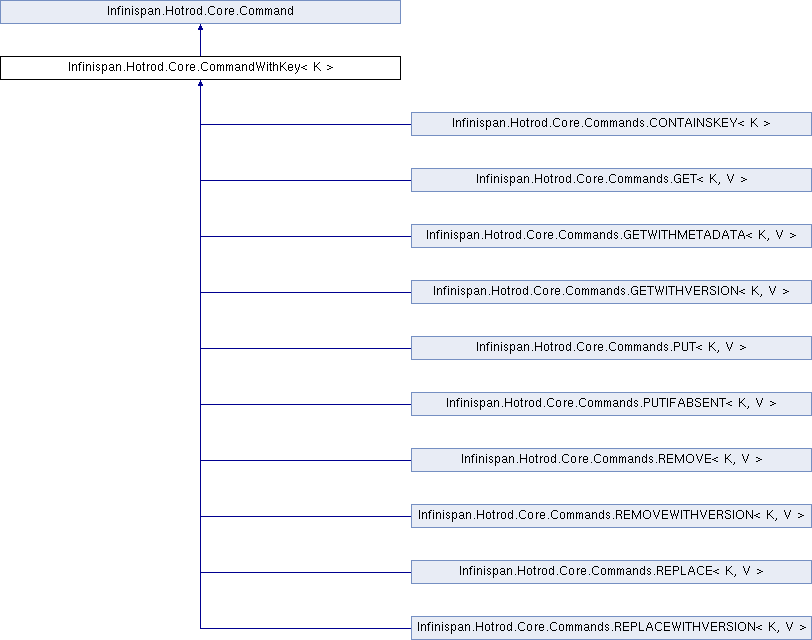 Infinispan.Hotrod.Core.Command
Infinispan.Hotrod.Core.CommandWithKey< K >
Infinispan.Hotrod.Core.Commands.CONTAINSKEY< K >
Infinispan.Hotrod.Core.Commands.GET< K, V >
Infinispan.Hotrod.Core.Commands.GETWITHMETADATA< K, V >
Infinispan.Hotrod.Core.Commands.GETWITHVERSION< K, V >
Infinispan.Hotrod.Core.Commands.PUT< K, V >
Infinispan.Hotrod.Core.Commands.PUTIFABSENT< K, V >
Infinispan.Hotrod.Core.Commands.REMOVE< K, V >
Infinispan.Hotrod.Core.Commands.REMOVEWITHVERSION< K, V >
Infinispan.Hotrod.Core.Commands.REPLACE< K, V >
Infinispan.Hotrod.Core.Commands.REPLACEWITHVERSION< K, V >